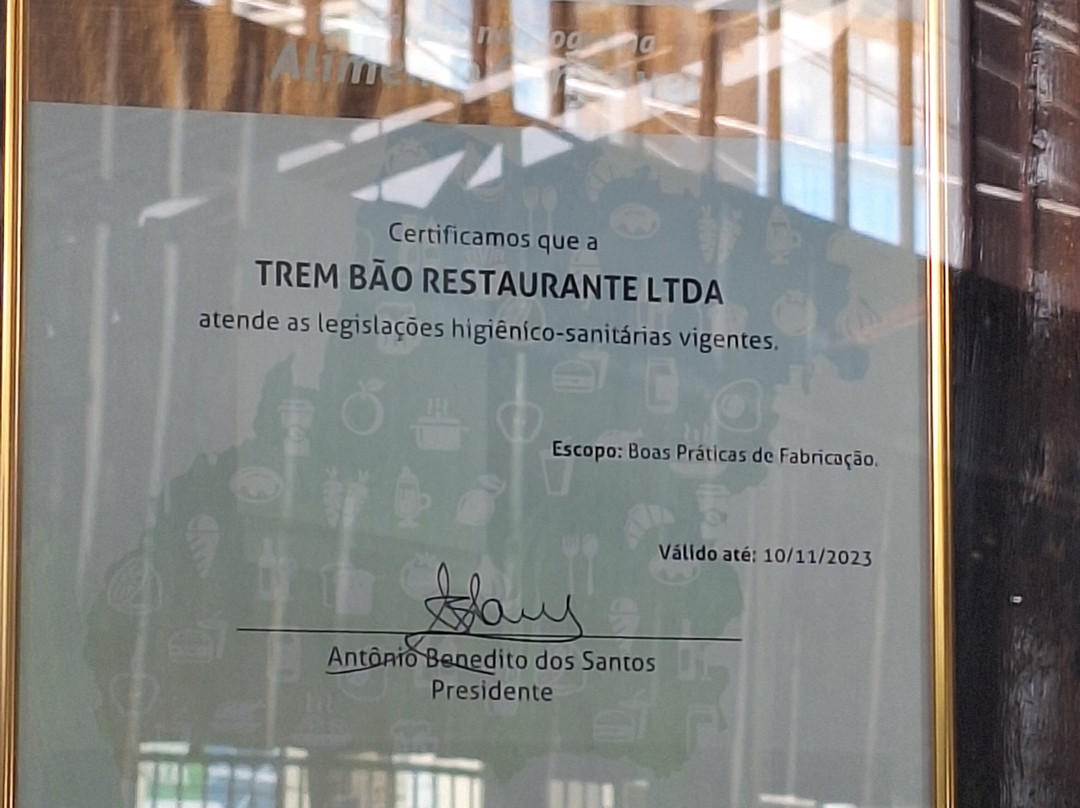 Certificamos que a
TREM BÃO RESTAURANTE LTDA
atende as legislações higiênico-sanitárias vigentes.
Escopo: Boas Práticas de Fabricação.
Válido até: 10/11/2023
Antônio Benedito dos Santos
Presidente